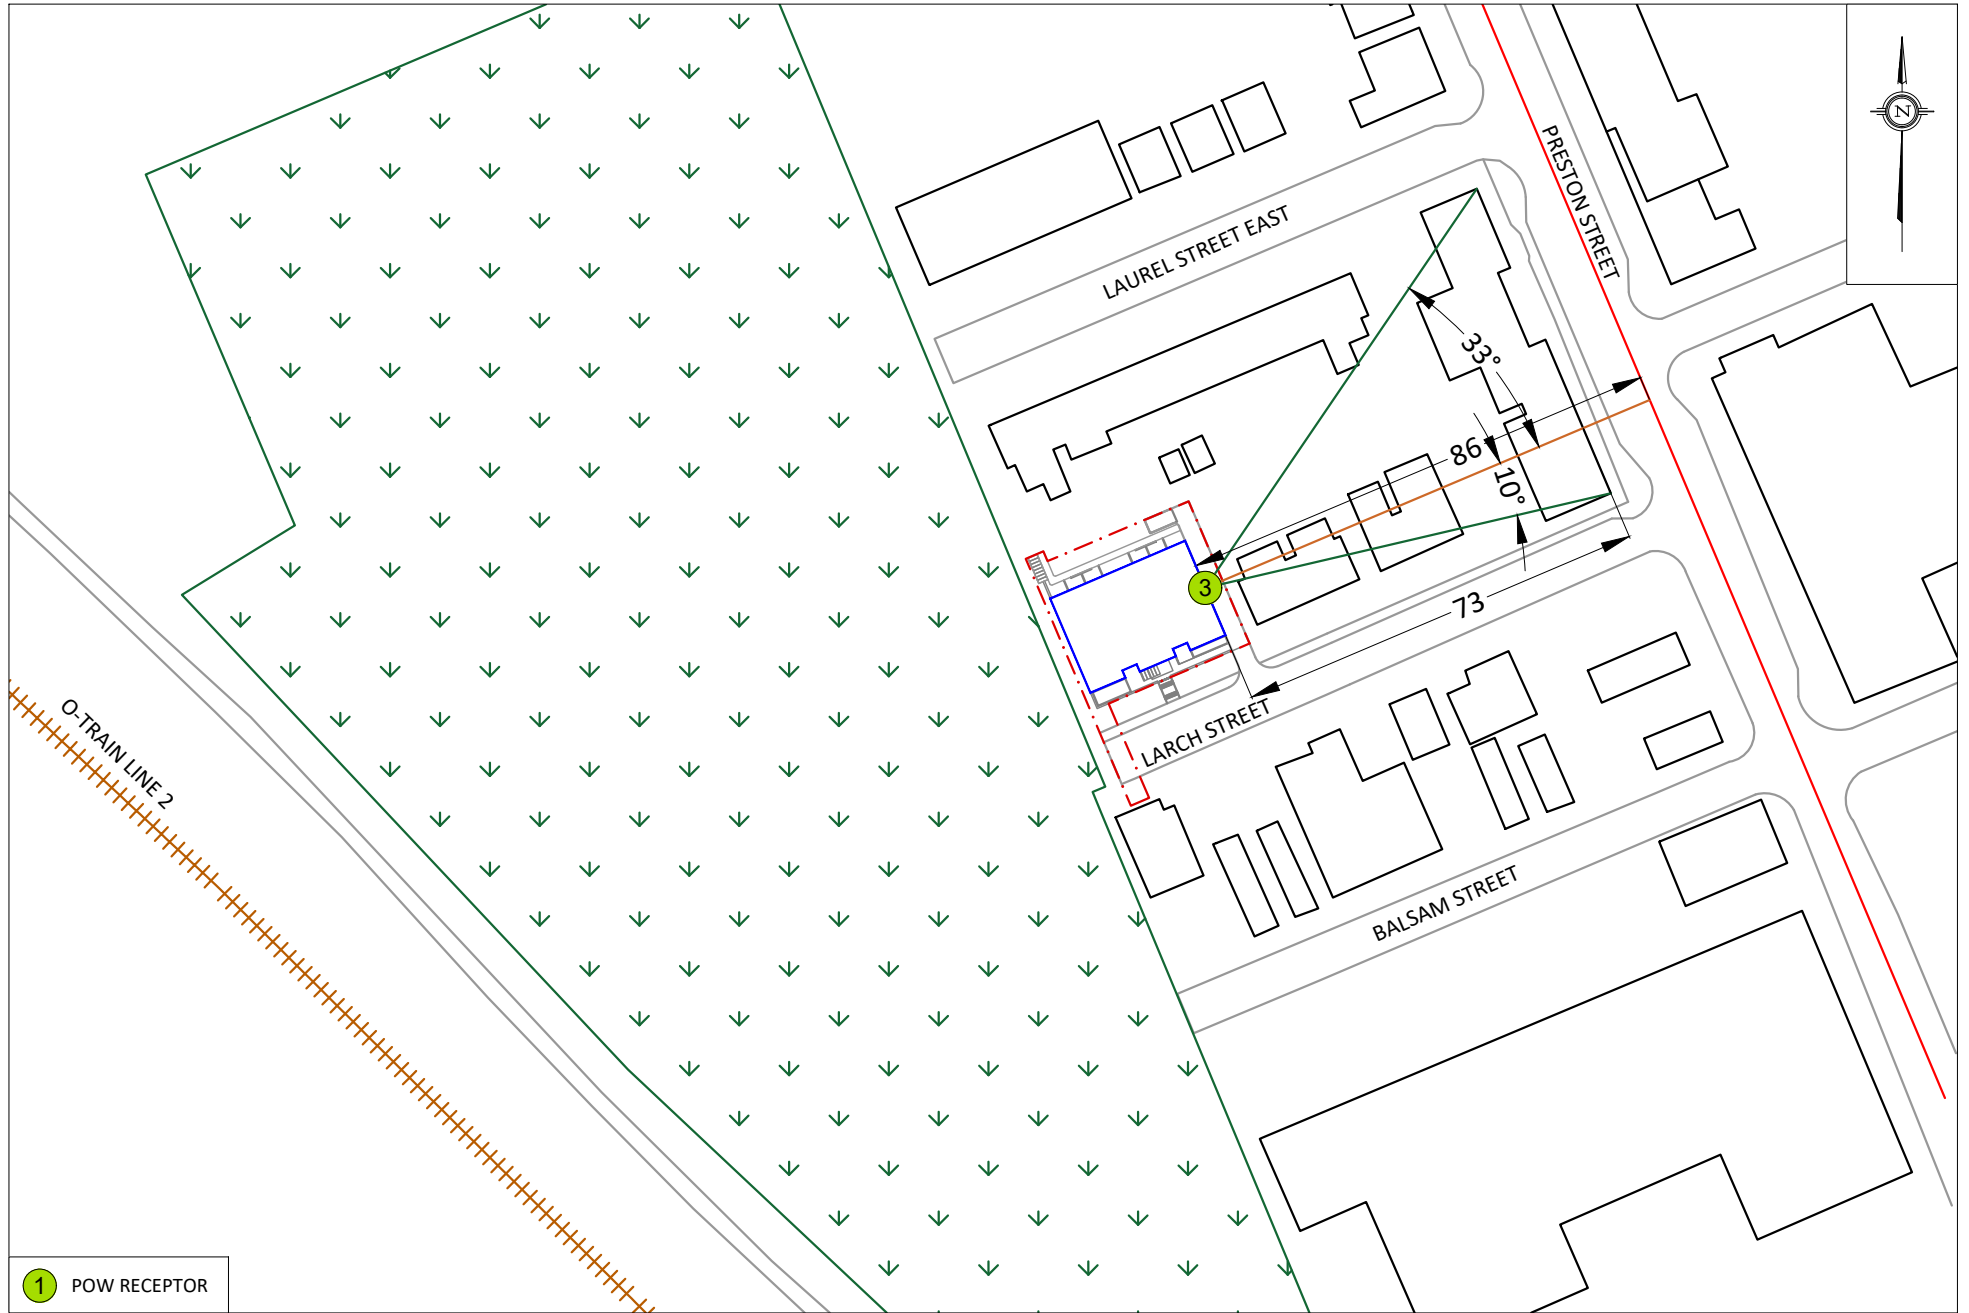 N
PRESTON STREET
LAUREL STREET EAST
33°
86
10°
3
73
LARCH STREET
O-TRAIN LINE 2
BALSAM STREET
1 POW RECEPTOR